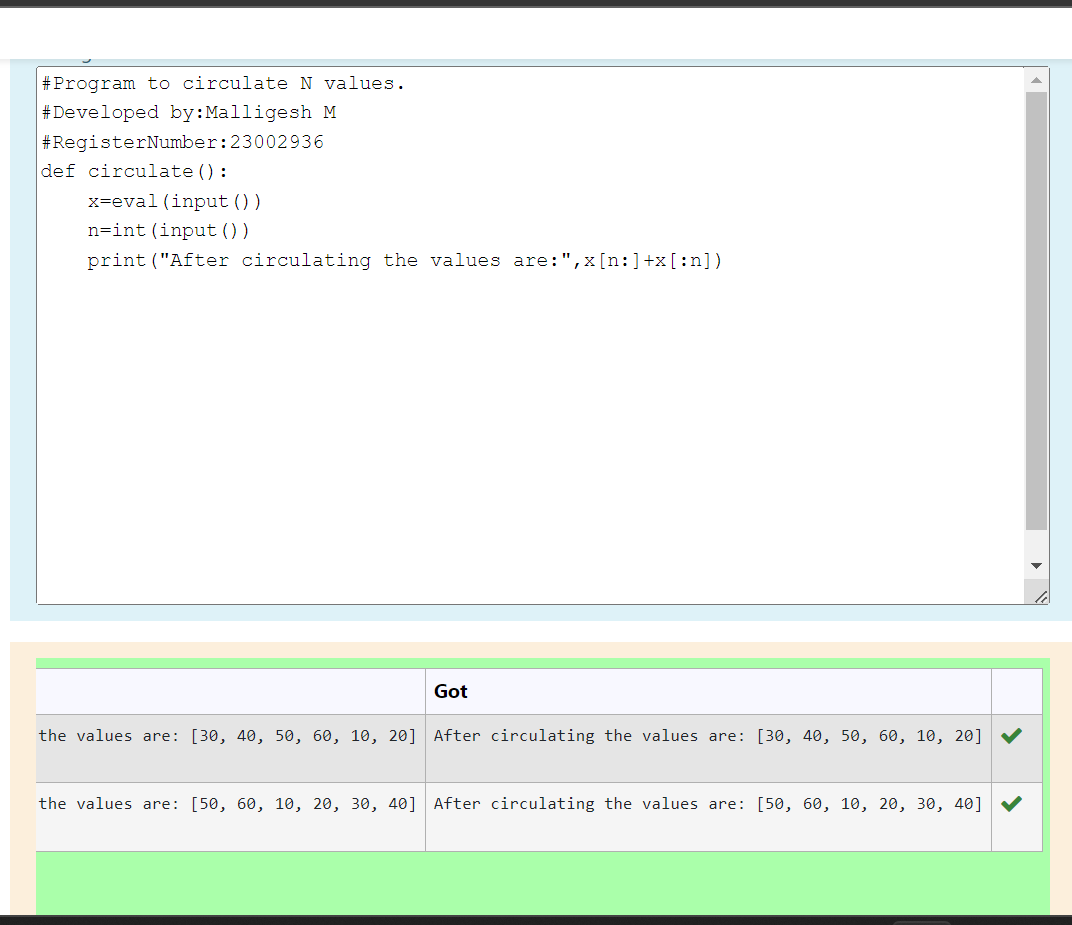 #Program to circulate N values.
#Developed by:Malligesh M
#RegisterNumber:23002936
def circulate():
    x=eval(input())
    n=int(input())
    print("After circulating the values are:",x[n:]+x[:n])
Got
the values are: [30, 40, 50, 60, 10, 20] After circulating the values are: [30, 40, 50, 60, 10, 20]
the values are: [50, 60, 10, 20, 30, 40] After circulating the values are: [50, 60, 10, 20, 30, 40]